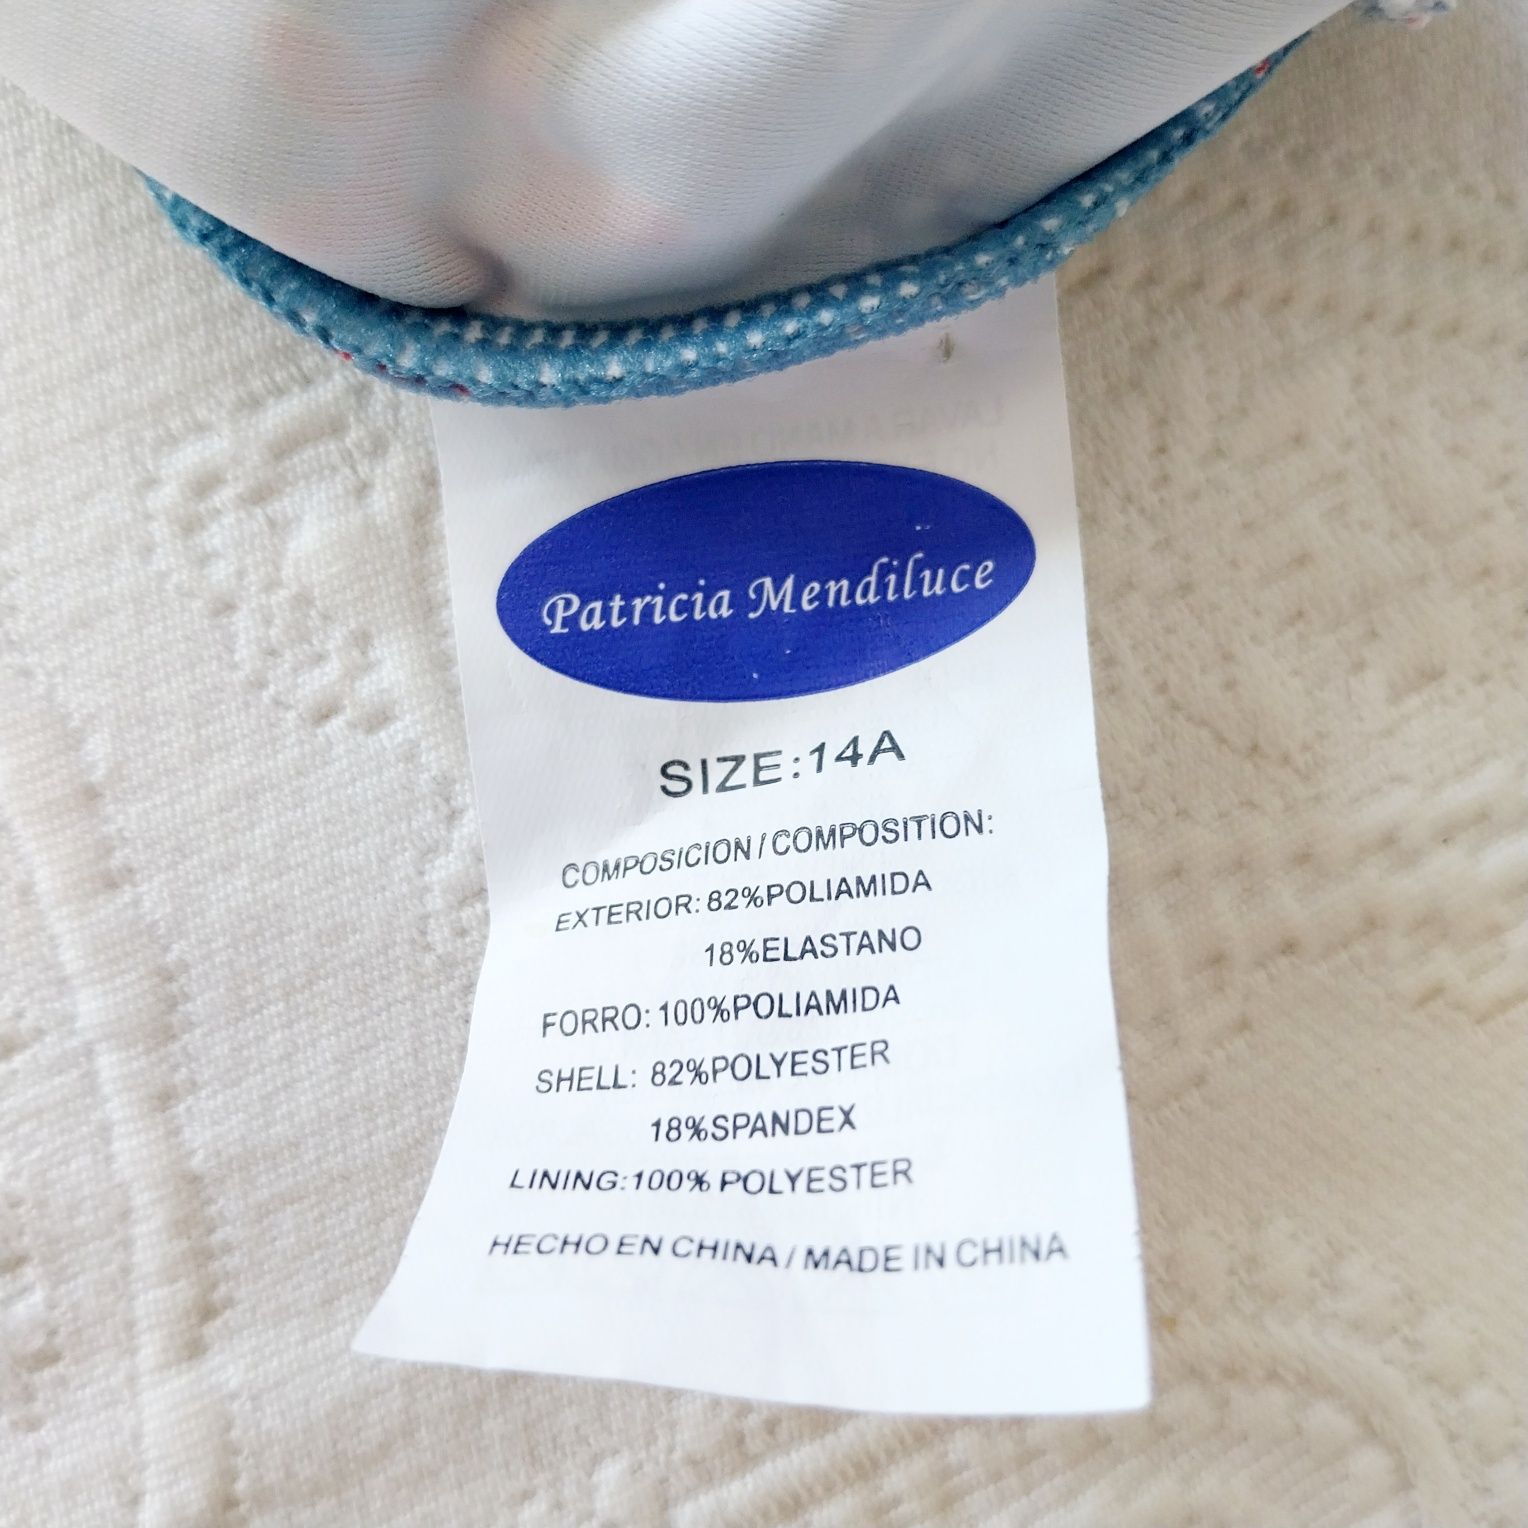 Patricia Mendiluce
SIZE:14A
COMPOSICION / COMPOSITION:
EXTERIOR: 82%POLIAMIDA
18%ELASTANO
FORRO: 100%POLIAMIDA
SHELL: 82%POLYESTER
18%SPANDEX
LINING:100% POLYESTER
HECHO EN CHINA / MADE IN CHINA